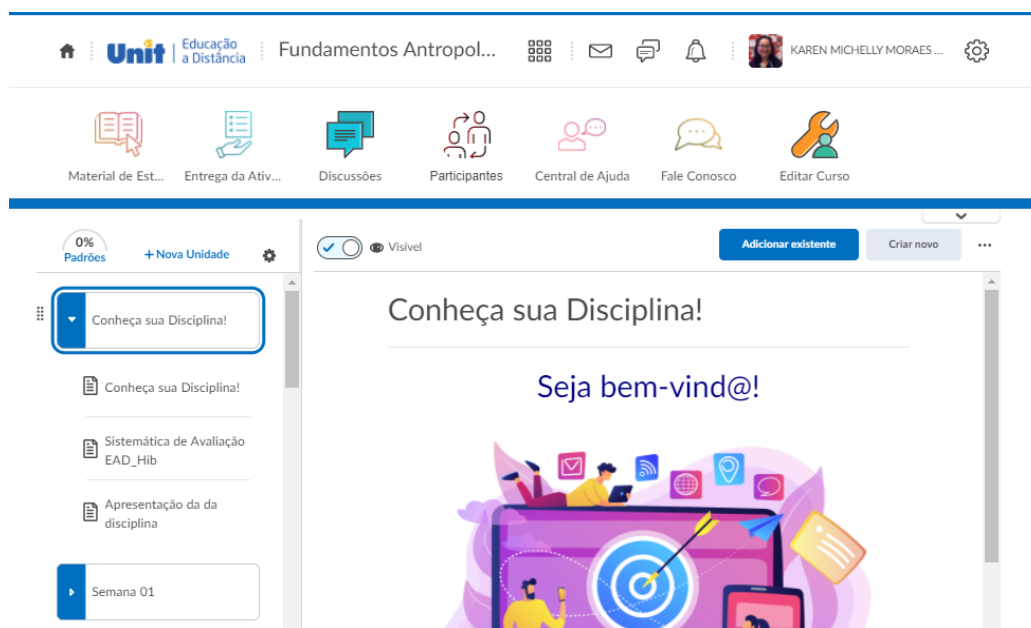 Unit Educação
a Distância
Fundamentos Antropol...
KAREN MICHELLY MORAES ...
Material de Est...
Entrega da Ativ...
Discussões
Participantes
Central de Ajuda
Fale Conosco
Editar Curso
0%
Padrões
+ Nova Unidade
Visível
Adicionar existente
Criar novo
Conheça sua Disciplina!
Conheça sua Disciplina!
Sistemática de Avaliação
EAD_Hib
Apresentação da da
disciplina
Semana 01
Conheça sua Disciplina!
Seja bem-vind@!